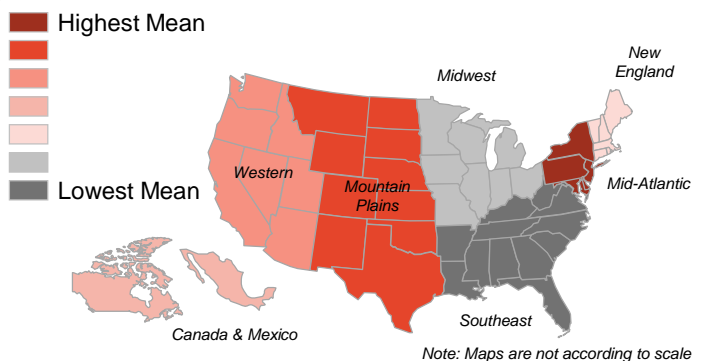 Highest Mean
New
England
Midwest
Western
Mountain
Plains
Mid-Atlantic
Lowest Mean
Southeast
Canada & Mexico
Note: Maps are not according to scale